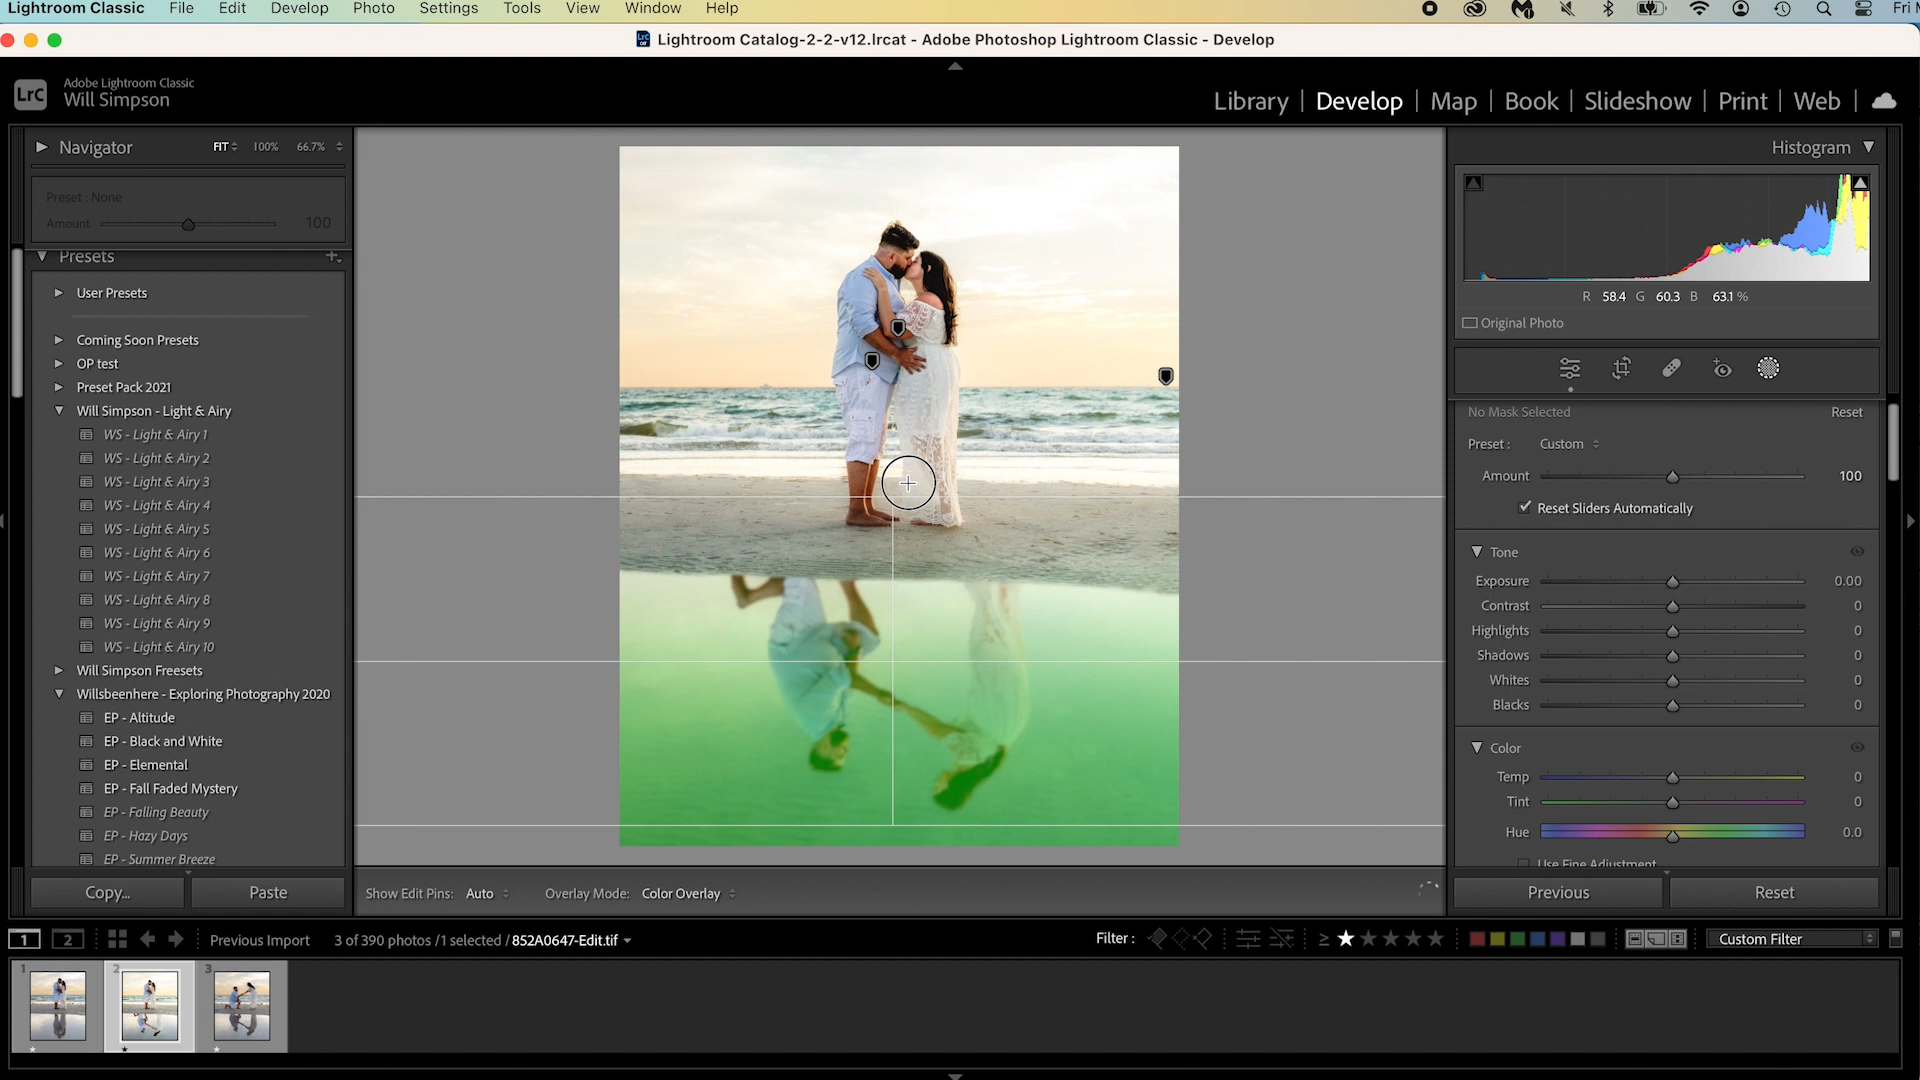 Lightroom Classic File Edit Develop Photo Settings Tools View Window Help Fri
Lightroom Catalog-2-2-v12.lrcat - Adobe Photoshop Lightroom Classic - Develop
LrC
Adobe Lightroom Classic
Will Simpson
Library | Develop | Map | Book | Slideshow | Print | Web
Navigator FIT 100% 66.7%
Preset : None
Amount 100
Presets
User Presets
Coming Soon Presets
OP test
Preset Pack 2021
Will Simpson - Light & Airy
WS - Light & Airy 1
WS - Light & Airy 2
WS - Light & Airy 3
WS - Light & Airy 4
WS - Light & Airy 5
WS - Light & Airy 6
WS - Light & Airy 7
WS - Light & Airy 8
WS - Light & Airy 9
WS - Light & Airy 10
Will Simpson Freesets
Willsbeenhere - Exploring Photography 2020
EP - Altitude
EP - Black and White
EP - Elemental
EP - Fall Faded Mystery
EP - Falling Beauty
EP - Hazy Days
EP - Summer Breeze
Copy... Paste
Show Edit Pins: Auto Overlay Mode: Color Overlay
Histogram
R 58.4 G 60.3 B 63.1 %
Original Photo
No Mask Selected Reset
Preset : Custom
Amount 100
Reset Sliders Automatically
Tone
Exposure 0.00
Contrast 0
Highlights 0
Shadows 0
Whites 0
Blacks 0
Color
Temp 0
Tint 0
Hue 0.0
Use Fine Adjustment
Previous Reset
1 2 Previous Import 3 of 390 photos /1 selected /852A0647-Edit.tif Filter : ≥ Custom Filter
1 2 3